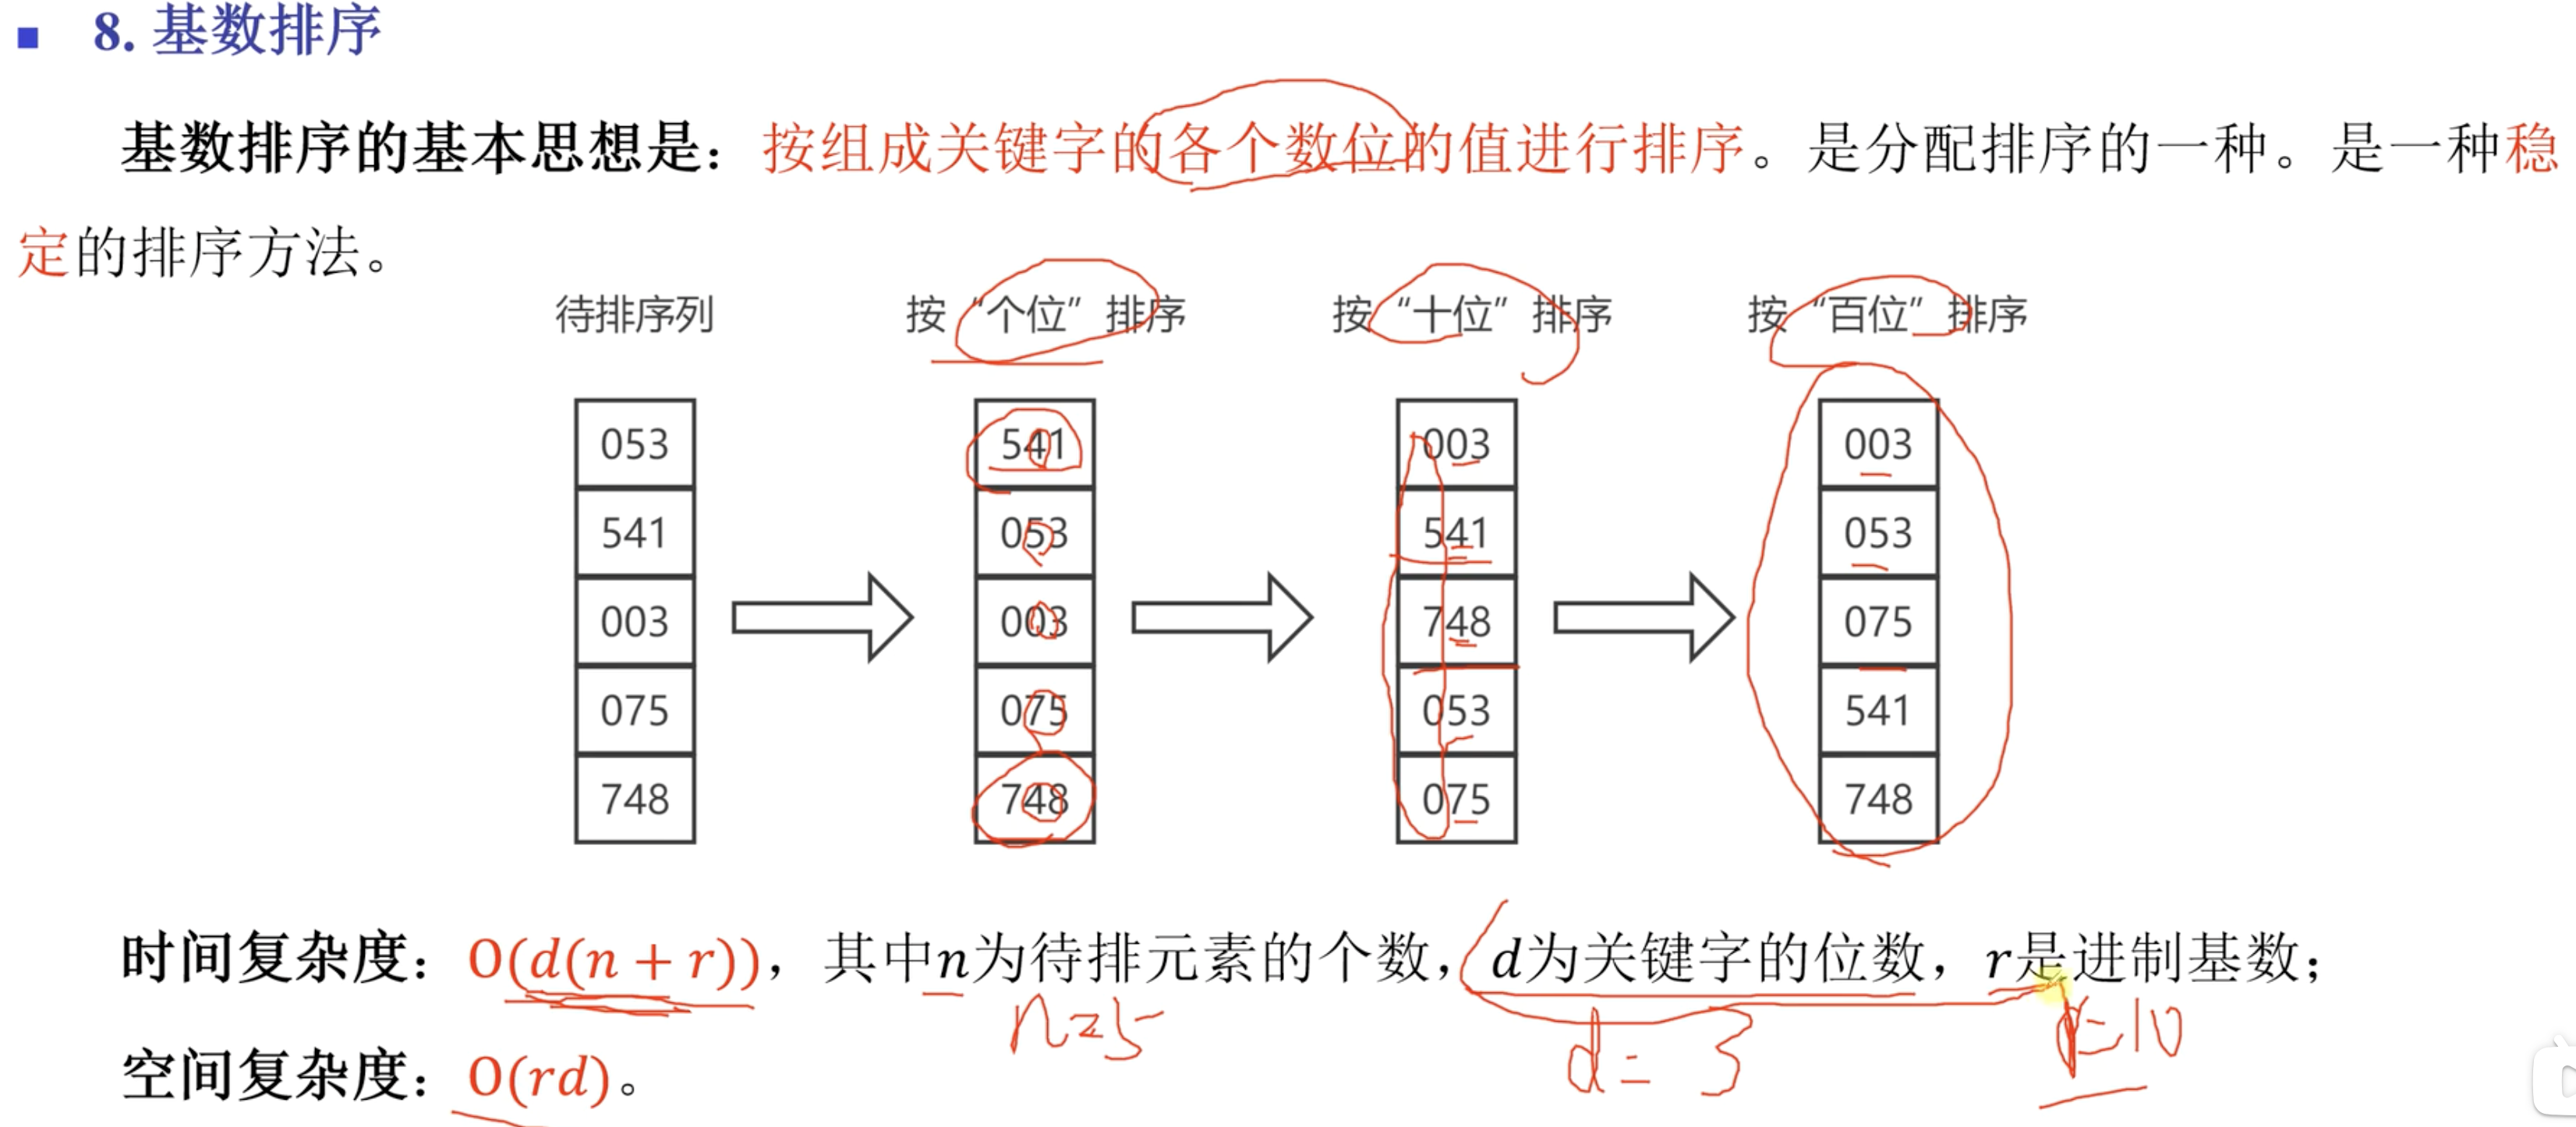 8. 基数排序
基数排序的基本思想是：按组成关键字的各个数位的值进行排序。是分配排序的一种。是一种稳
定的排序方法。
待排序列 按“个位”排序 按“十位”排序 按“百位”排序
053 541 003 003
541 053 541 053
003 003 748 075
075 075 053 541
748 748 075 748
时间复杂度：O(d(n + r))，其中n为待排元素的个数，d为关键字的位数，r是进制基数；
n=5 d=3 =10
空间复杂度：O(rd)。